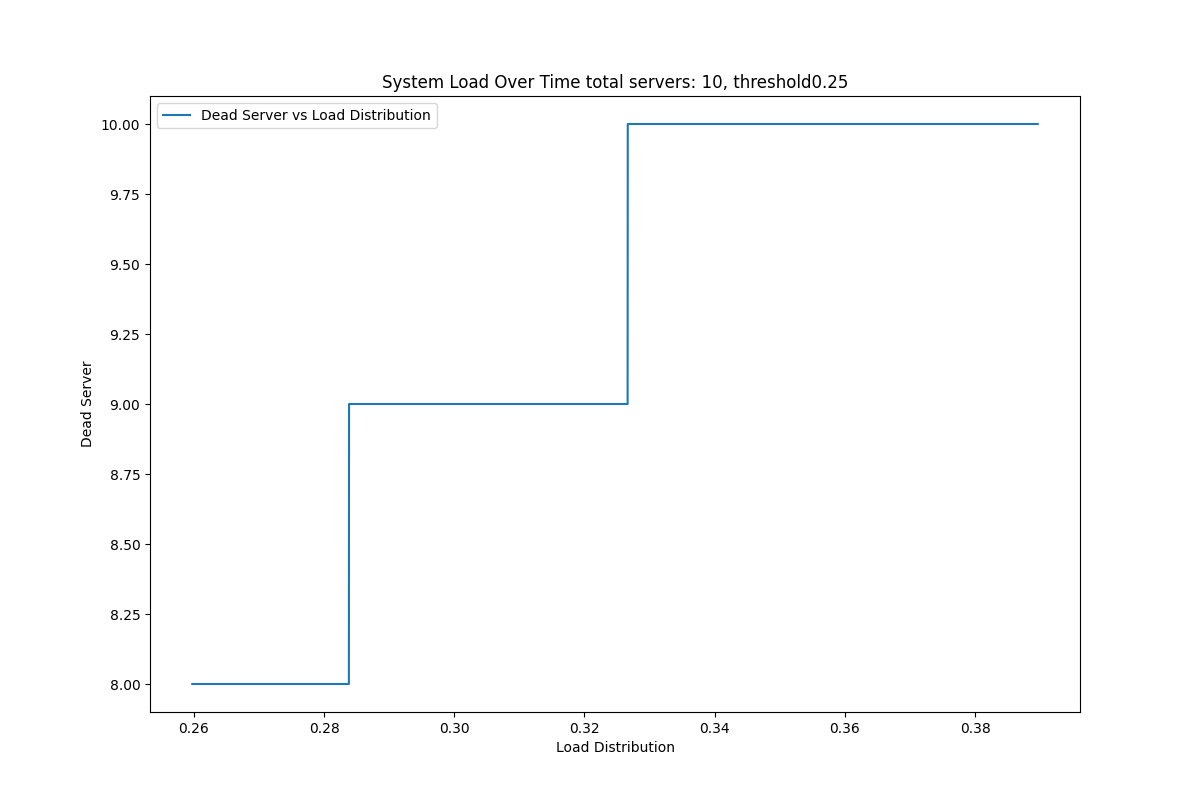 System Load Over Time total servers: 10, threshold0.25
Dead Server vs Load Distribution
10.00
9.75
9.50
9.25
9.00
8.75
8.50
8.25
8.00
Dead Server
0.26 0.28 0.30 0.32 0.34 0.36 0.38
Load Distribution